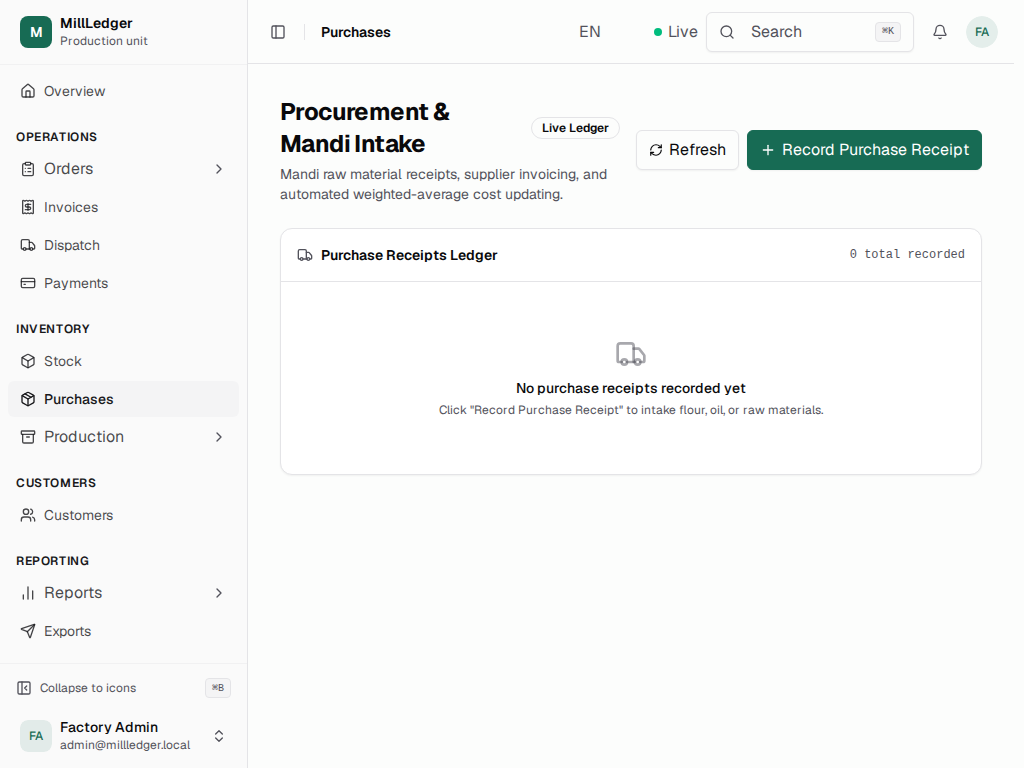 MillLedger
Production unit
Overview
OPERATIONS
Orders
Invoices
Dispatch
Payments
INVENTORY
Stock
Purchases
Production
CUSTOMERS
Customers
REPORTING
Reports
Exports
Collapse to icons ⌘B
FA
Factory Admin
admin@millledger.local
M
Purchases
EN
Live
Search ⌘K
FA
Procurement &
Mandi Intake
Live Ledger
Mandi raw material receipts, supplier invoicing, and
automated weighted-average cost updating.
Refresh
Record Purchase Receipt
Purchase Receipts Ledger
0 total recorded
No purchase receipts recorded yet
Click "Record Purchase Receipt" to intake flour, oil, or raw materials.